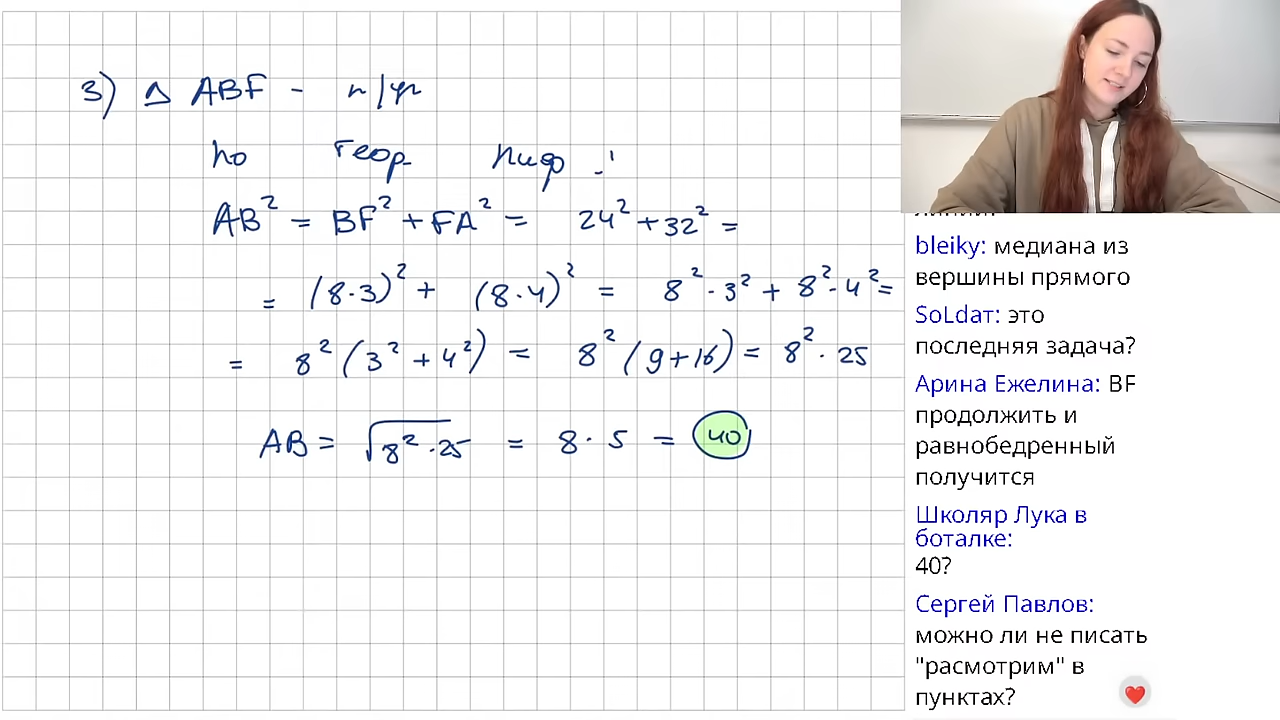 3) △ ABF - п/уг
по теор. Пиф.:
AB² = BF² + FA² = 24² + 32² =
= (8·3)² + (8·4)² = 8²·3² + 8²·4² =
= 8² (3² + 4²) = 8² (9+16) = 8² · 25
AB = √8²·25 = 8 · 5 = 40
bleiky: медиана из
вершины прямого
SoLdaт: это
последняя задача?
Арина Ежелина: BF
продолжить и
равнобедренный
получится
Школяр Лука в
боталке:
40?
Сергей Павлов:
можно ли не писать
"расмотрим" в
пунктах?